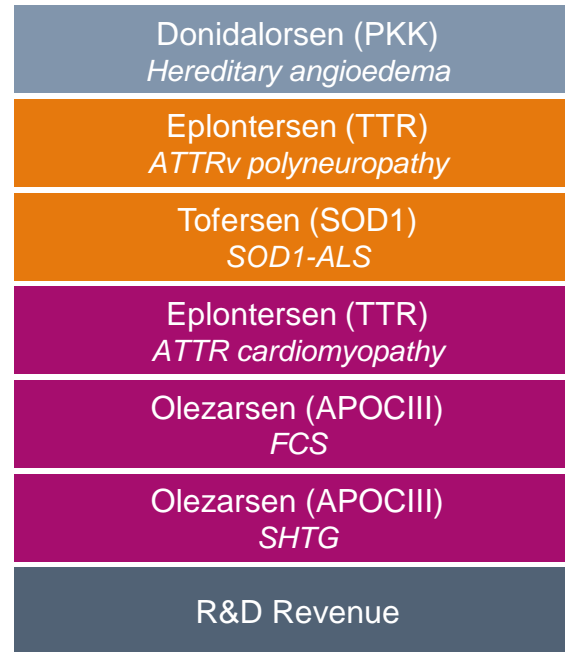 Donidalorsen (PKK)
Hereditary angioedema
Eplontersen (TTR)
ATTRv polyneuropathy
Tofersen (SOD1)
SOD1-ALS
Eplontersen (TTR)
ATTR cardiomyopathy
Olezarsen (APOCIII)
FCS
Olezarsen (APOCIII)
SHTG
R&D Revenue